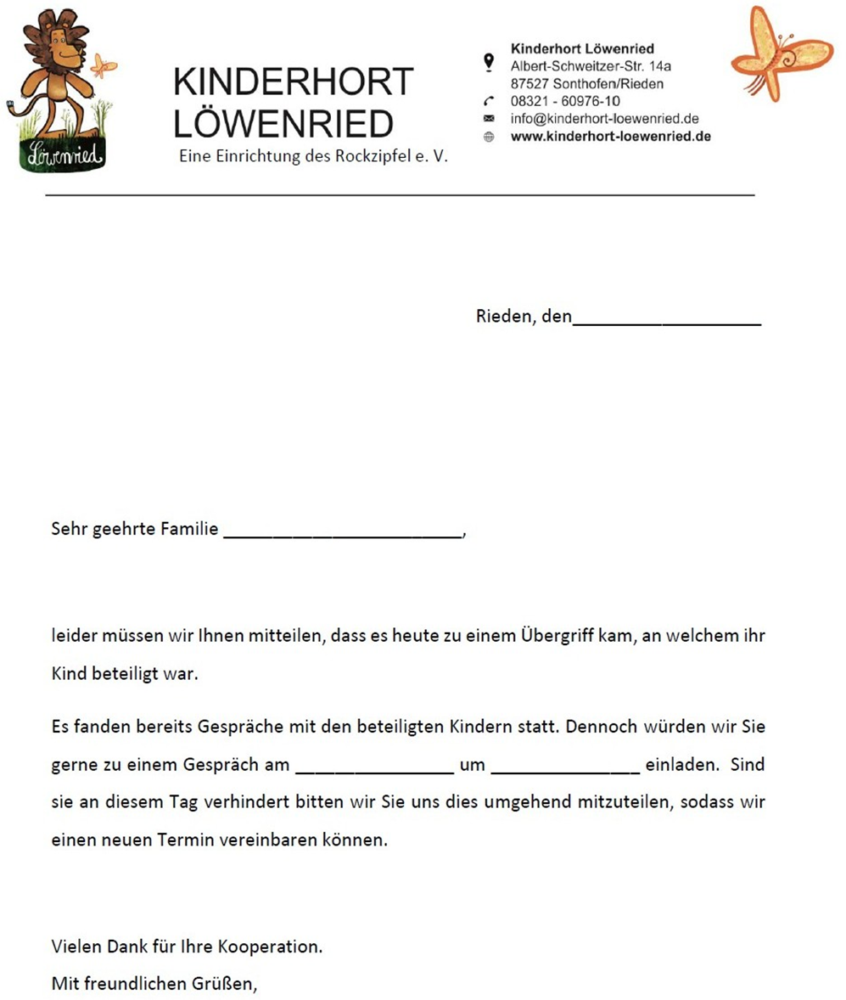 Löwenried
KINDERHORT
LÖWENRIED
Eine Einrichtung des Rockzipfel e. V.
Kinderhort Löwenried
Albert-Schweitzer-Str. 14a
87527 Sonthofen/Rieden
08321 - 60976-10
info@kinderhort-loewenried.de
www.kinderhort-loewenried.de
Rieden, den___________________
Sehr geehrte Familie ________________________,
leider müssen wir Ihnen mitteilen, dass es heute zu einem Übergriff kam, an welchem ihr
Kind beteiligt war.
Es fanden bereits Gespräche mit den beteiligten Kindern statt. Dennoch würden wir Sie
gerne zu einem Gespräch am ________________ um _______________ einladen. Sind
sie an diesem Tag verhindert bitten wir Sie uns dies umgehend mitzuteilen, sodass wir
einen neuen Termin vereinbaren können.
Vielen Dank für Ihre Kooperation.
Mit freundlichen Grüßen,